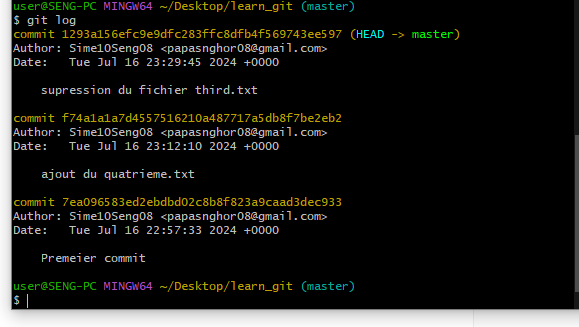 user@SENG-PC MINGW64 ~/Desktop/learn_git (master)
$ git log
commit 1293a156efc9e9dfc283ffc8dfb4f569743ee597 (HEAD -> master)
Author: Sime10Seng08 <papasnghor08@gmail.com>
Date:   Tue Jul 16 23:29:45 2024 +0000
    supression du fichier third.txt
commit f74a1a1a7d4557516210a487717a5db8f7be2eb2
Author: Sime10Seng08 <papasnghor08@gmail.com>
Date:   Tue Jul 16 23:12:10 2024 +0000
    ajout du quatrieme.txt
commit 7ea096583ed2ebdbd02c8b8f823a9caad3dec933
Author: Sime10Seng08 <papasnghor08@gmail.com>
Date:   Tue Jul 16 22:57:33 2024 +0000
    Premeier commit
user@SENG-PC MINGW64 ~/Desktop/learn_git (master)
$